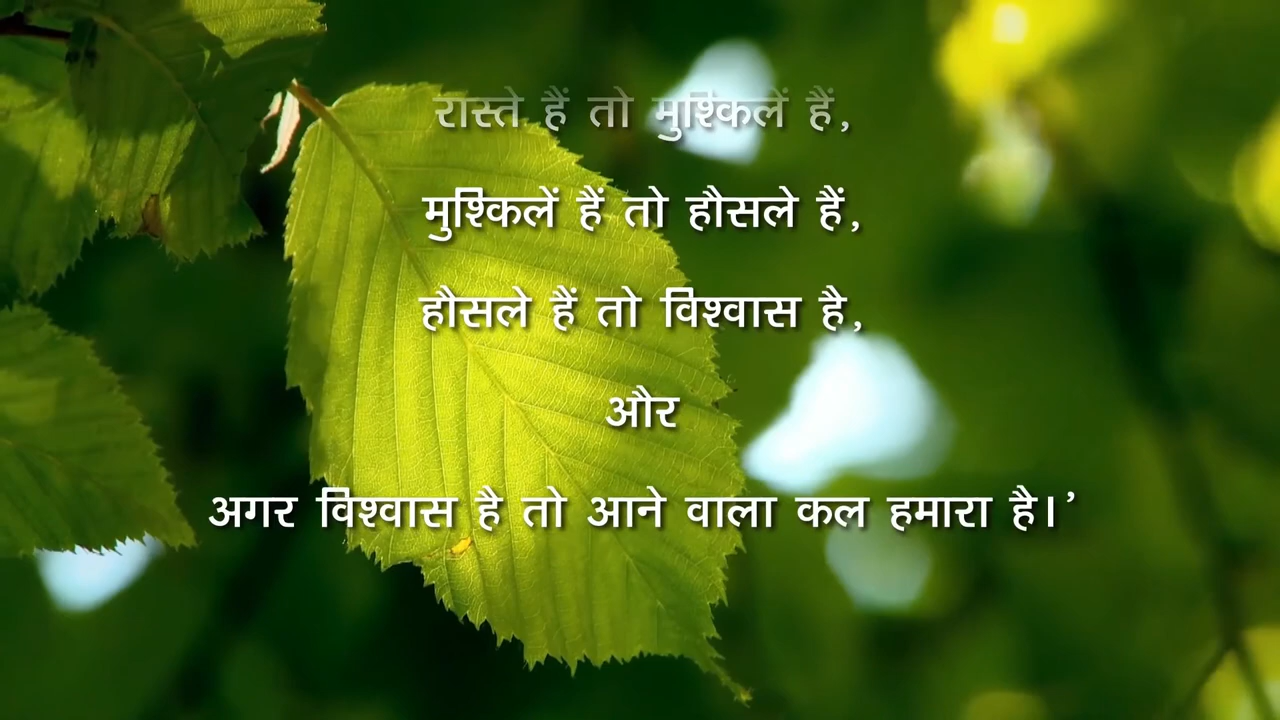 रास्ते हैं तो मुश्किलें हैं,
मुश्किलें हैं तो हौसले हैं,
हौसले हैं तो विश्वास है,
और
अगर विश्वास है तो आने वाला कल हमारा है।’